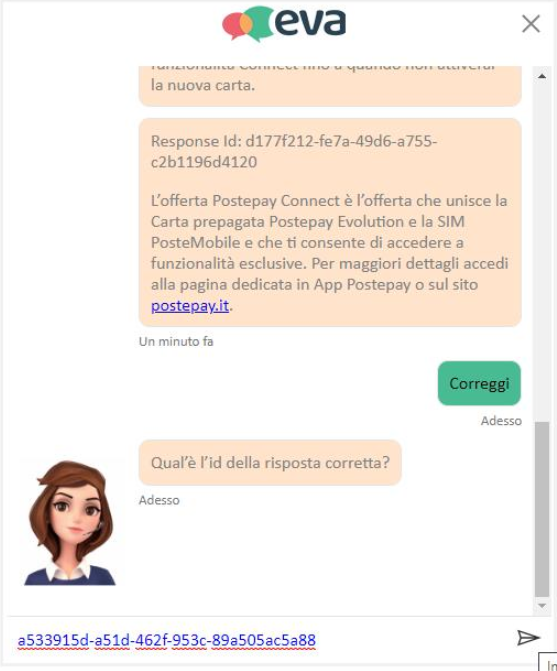 eva
funzionalità Connect fino a quando non attiverai
la nuova carta.
Response Id: d177f212-fe7a-49d6-a755-
c2b1196d4120
L’offerta Postepay Connect è l’offerta che unisce la
Carta prepagata Postepay Evolution e la SIM
PosteMobile e che ti consente di accedere a
funzionalità esclusive. Per maggiori dettagli accedi
alla pagina dedicata in App Postepay o sul sito
postepay.it.
Un minuto fa
Correggi
Adesso
Qual’è l’id della risposta corretta?
Adesso
a533915d-a51d-462f-953c-89a505ac5a88